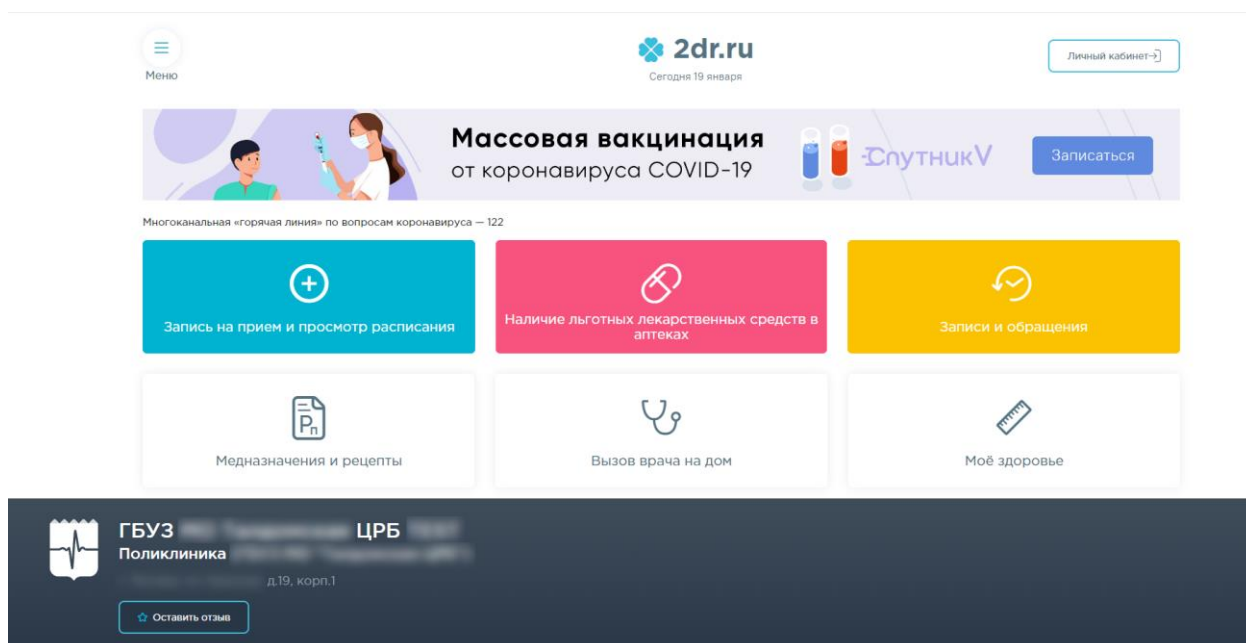 2dr.ru
Меню
Сегодня 19 января
Личный кабинет
Массовая вакцинация
от коронавируса COVID-19
Спутник V
Записаться
Многоканальная «горячая линия» по вопросам коронавируса — 122
Запись на прием и просмотр расписания
Наличие льготных лекарственных средств в
аптеках
Записи и обращения
Рп
Медназначения и рецепты
Вызов врача на дом
Моё здоровье
ГБУЗ ЦРБ
Поликлиника
д.19, корп.1
Оставить отзыв